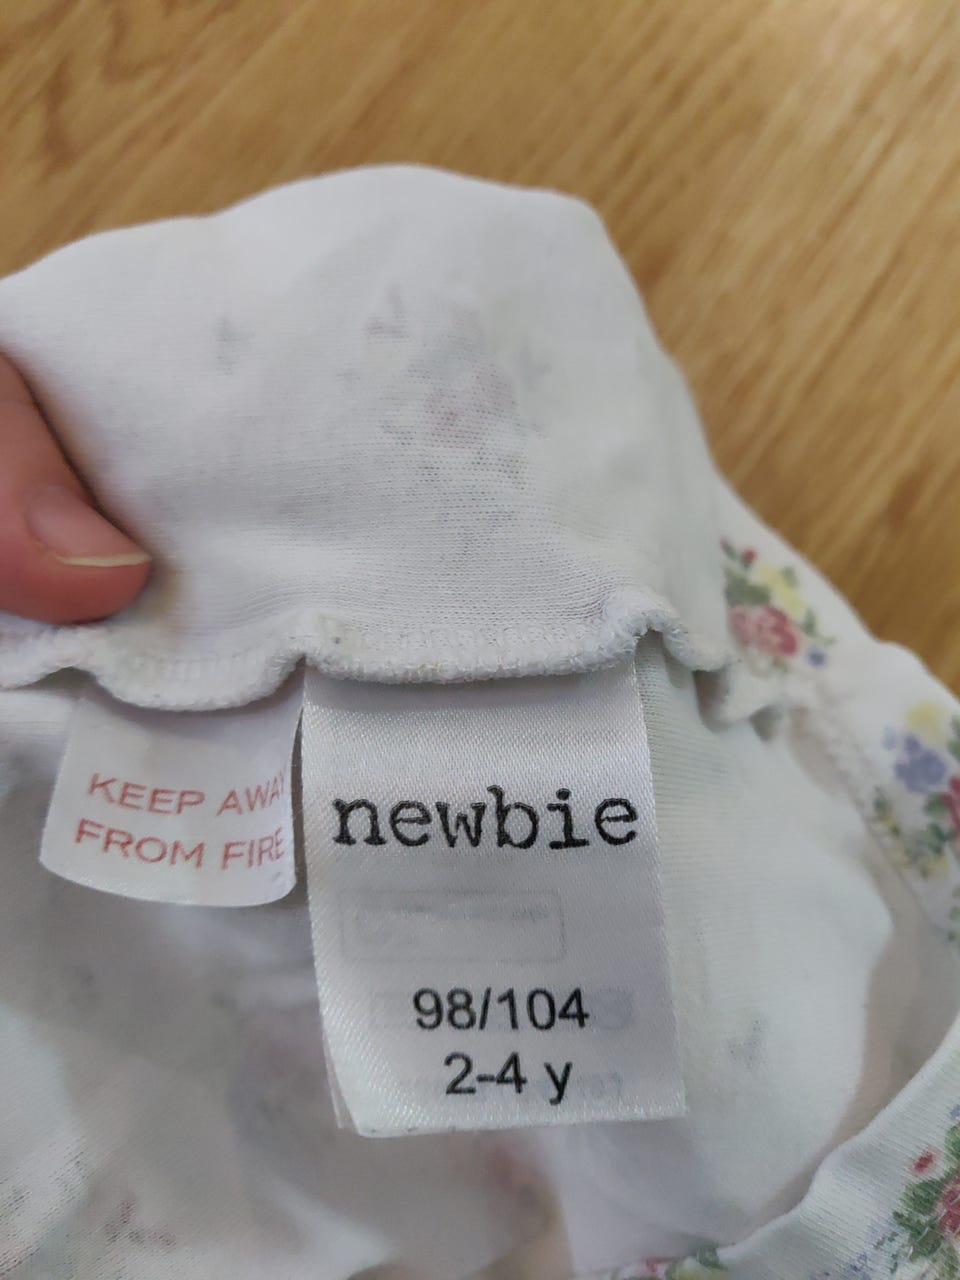 KEEP AWAY
FROM FIRE
newbie
98/104
2-4 y